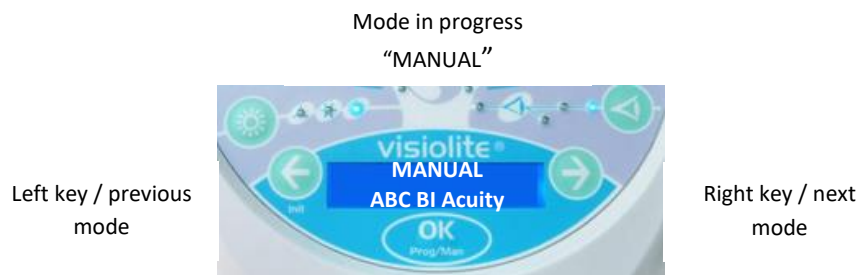 Mode in progress
“MANUAL”
visiolite®
MANUAL
ABC BI Acuity
Left key / previous
mode
Right key / next
mode
Init
OK
Prog/Man